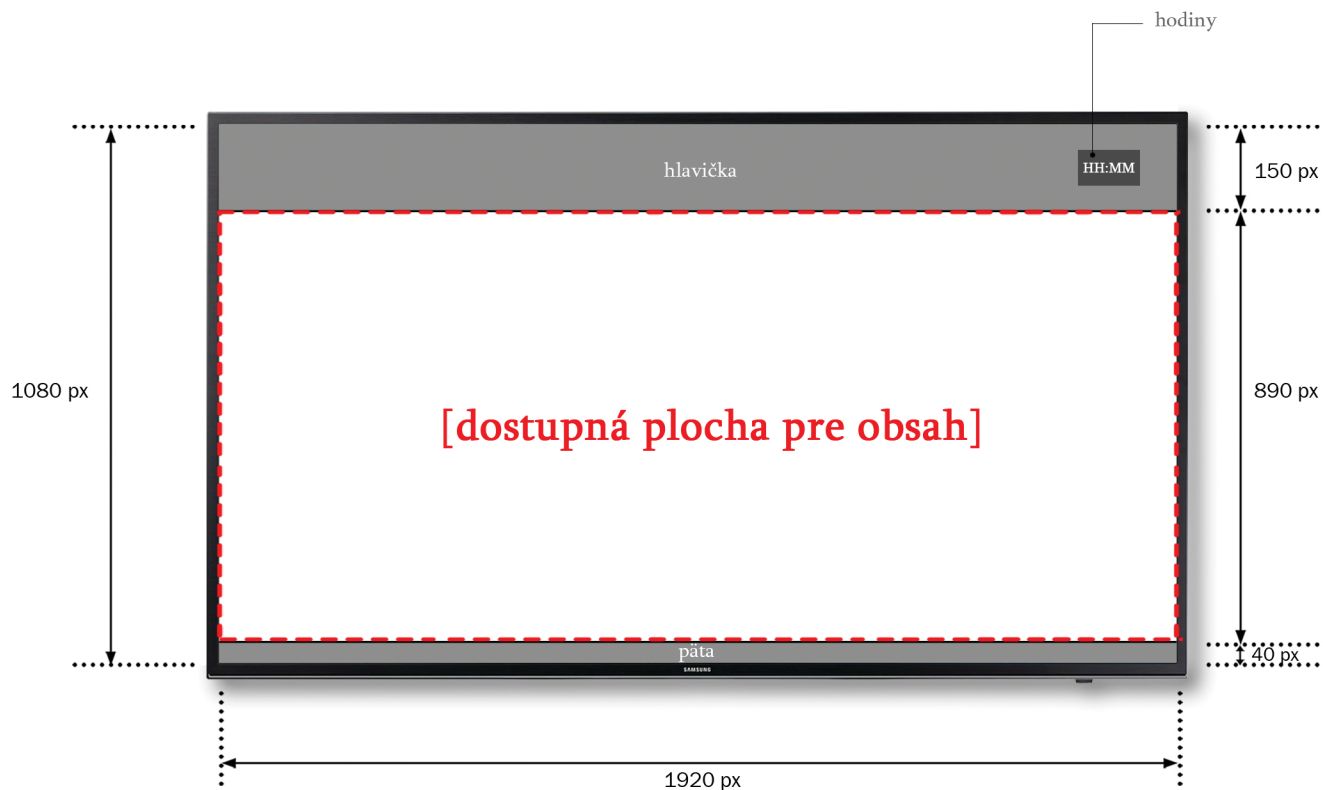 hodiny
hlavička
HH:MM
150 px
1080 px
890 px
[dostupná plocha pre obsah]
päta
40 px
SAMSUNG
1920 px